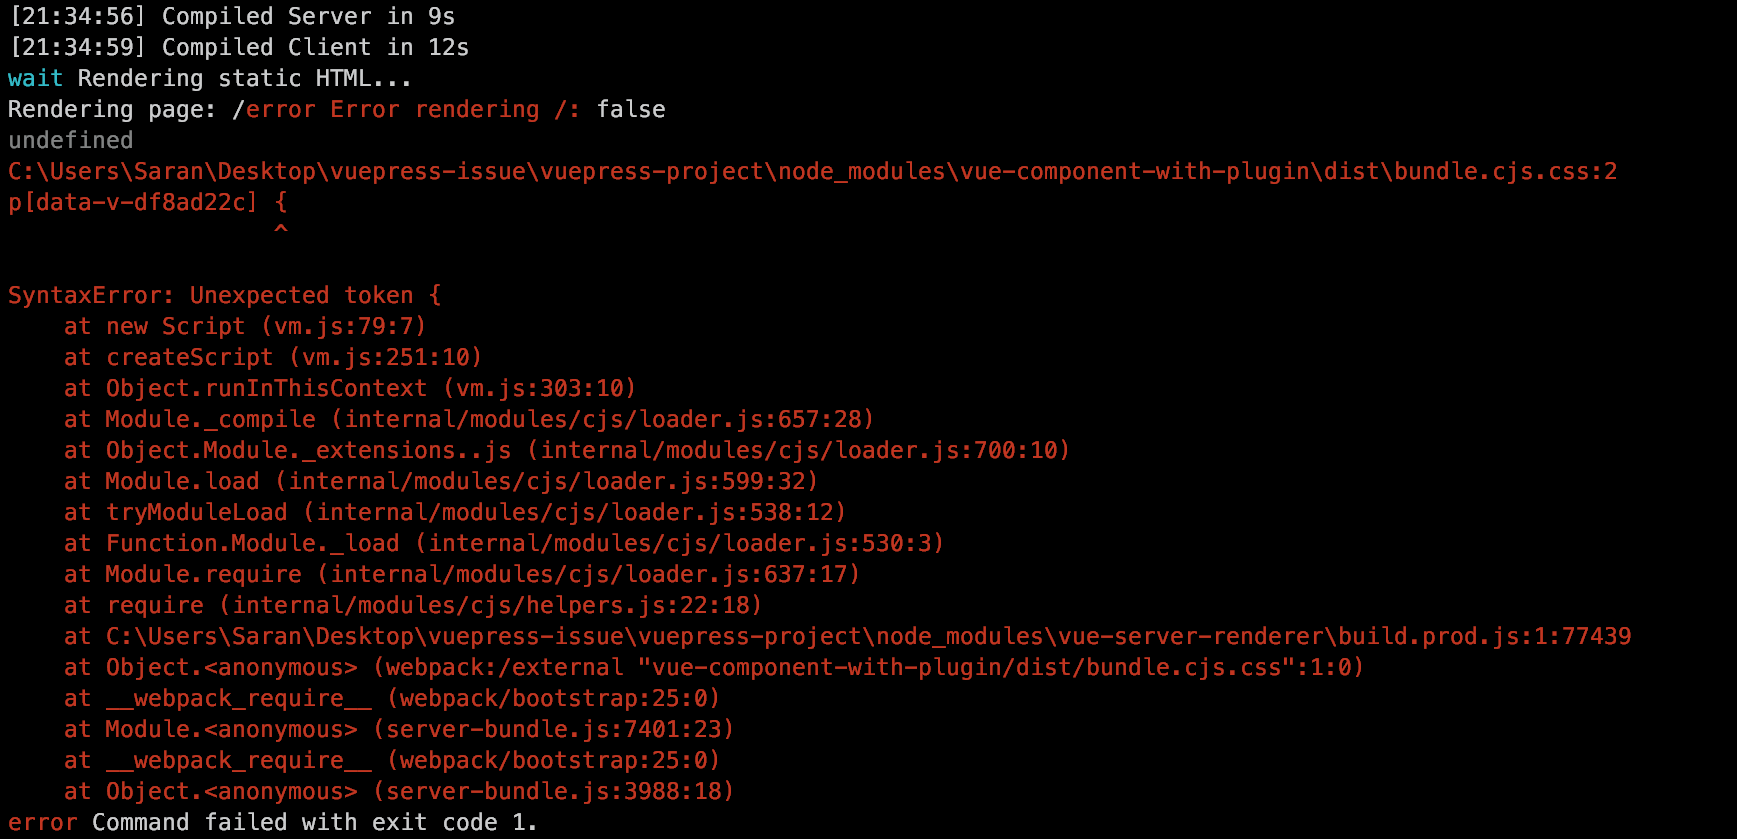 [21:34:56] Compiled Server in 9s
[21:34:59] Compiled Client in 12s
wait Rendering static HTML...
Rendering page: /error Error rendering /: false
undefined
C:\Users\Saran\Desktop\vuepress-issue\vuepress-project\node_modules\vue-component-with-plugin\dist\bundle.cjs.css:2
p[data-v-df8ad22c] {
                   ^
SyntaxError: Unexpected token {
    at new Script (vm.js:79:7)
    at createScript (vm.js:251:10)
    at Object.runInThisContext (vm.js:303:10)
    at Module._compile (internal/modules/cjs/loader.js:657:28)
    at Object.Module._extensions..js (internal/modules/cjs/loader.js:700:10)
    at Module.load (internal/modules/cjs/loader.js:599:32)
    at tryModuleLoad (internal/modules/cjs/loader.js:538:12)
    at Function.Module._load (internal/modules/cjs/loader.js:530:3)
    at Module.require (internal/modules/cjs/loader.js:637:17)
    at require (internal/modules/cjs/helpers.js:22:18)
    at C:\Users\Saran\Desktop\vuepress-issue\vuepress-project\node_modules\vue-server-renderer\build.prod.js:1:77439
    at Object.<anonymous> (webpack:/external "vue-component-with-plugin/dist/bundle.cjs.css":1:0)
    at __webpack_require__ (webpack/bootstrap:25:0)
    at Module.<anonymous> (server-bundle.js:7401:23)
    at __webpack_require__ (webpack/bootstrap:25:0)
    at Object.<anonymous> (server-bundle.js:3988:18)
error Command failed with exit code 1.